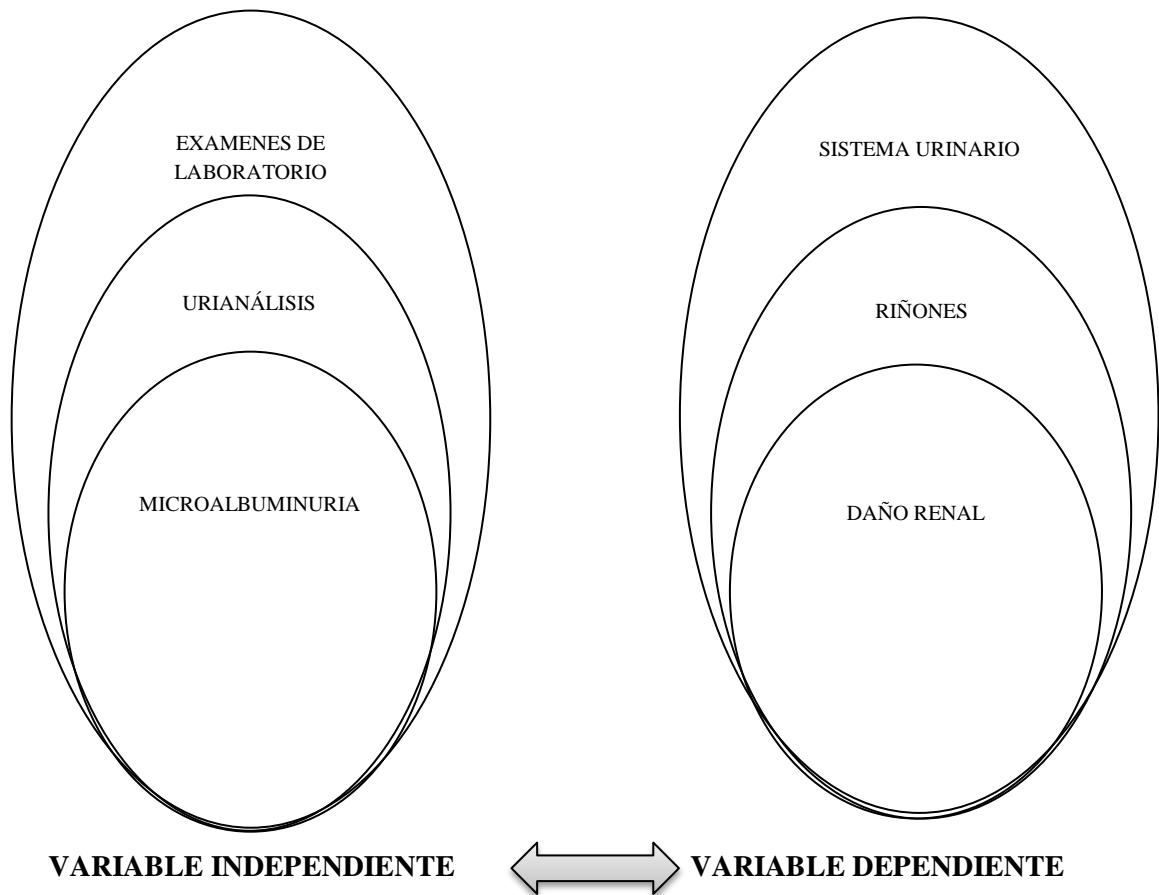 EXAMENES DE
LABORATORIO
URIANÁLISIS
MICROALBUMINURIA
VARIABLE INDEPENDIENTE
SISTEMA URINARIO
RIÑONES
DAÑO RENAL
VARIABLE DEPENDIENTE